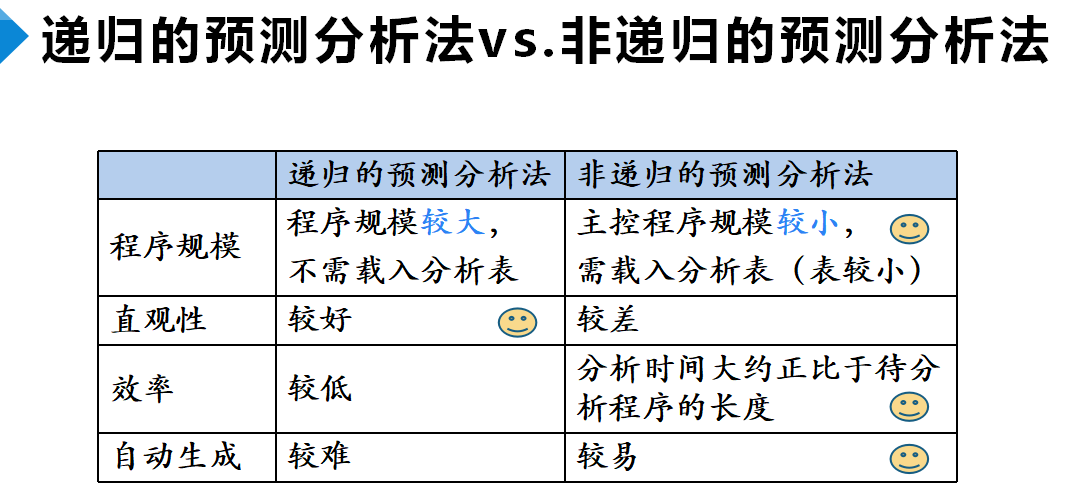 递归的预测分析法vs.非递归的预测分析法
递归的预测分析法 非递归的预测分析法
程序规模
程序规模较大，
不需载入分析表
主控程序规模较小，
需载入分析表（表较小）
直观性 较好 较差
效率 较低
分析时间大约正比于待分
析程序的长度
自动生成 较难 较易